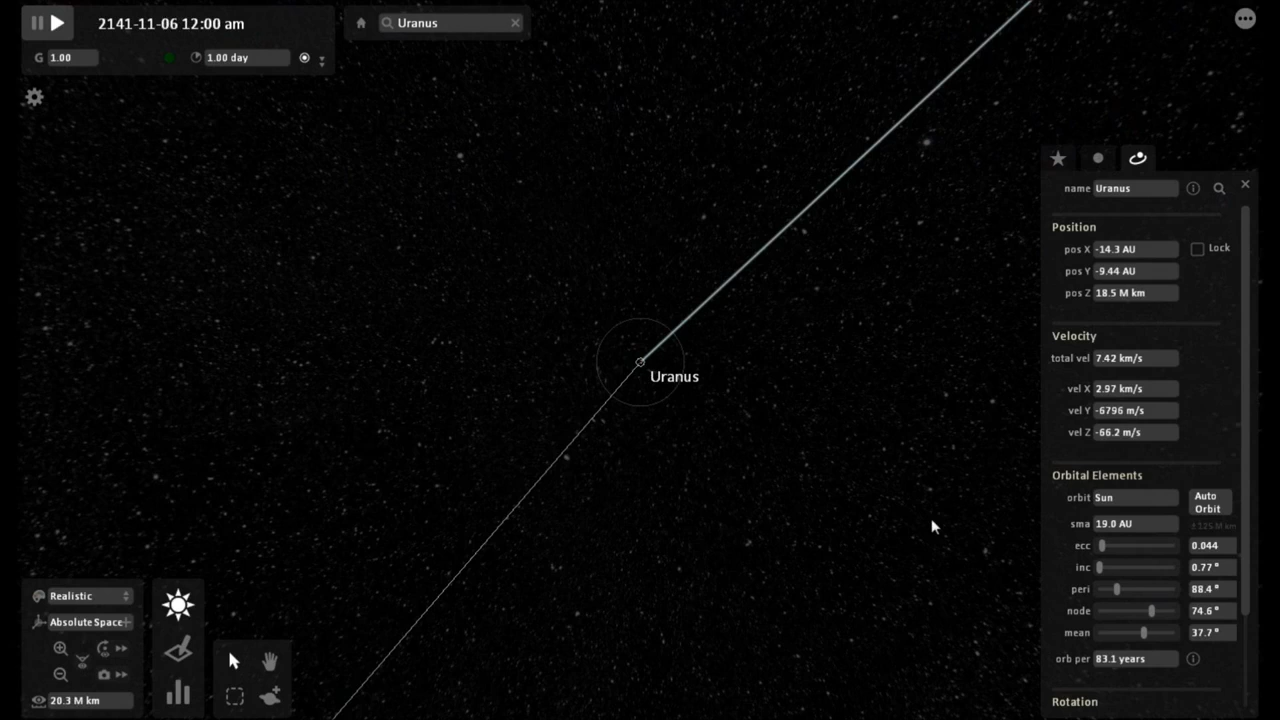 2141-11-06 12:00 am
Uranus
G 1.00
1.00 day
name Uranus
Position
pos X -14.3 AU
Lock
pos Y -9.44 AU
pos Z 18.5 M km
Velocity
total vel 7.42 km/s
Uranus
vel X 2.97 km/s
vel Y -6796 m/s
vel Z -66.2 m/s
Orbital Elements
orbit Sun
Auto
Orbit
sma 19.0 AU
±126 M km
ecc 0.044
inc 0.77°
peri 88.4°
node 74.6°
mean 37.7°
orb per 83.1 years
Rotation
Realistic
Absolute Space
20.3 M km